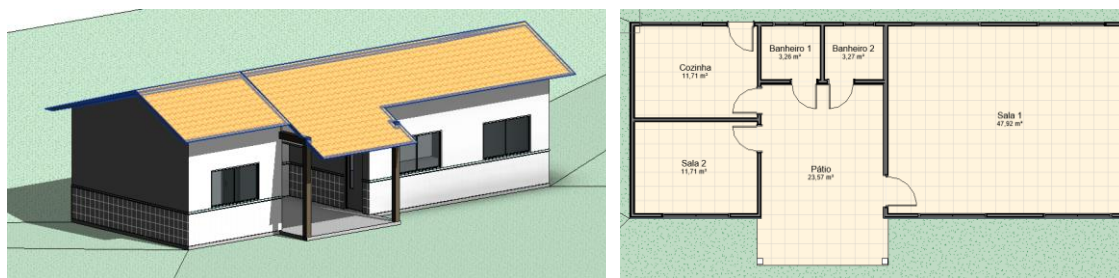 Banheiro 1
3,26 m²
Banheiro 2
3,27 m²
Cozinha
11,71 m²
Sala 1
47,92 m²
Sala 2
11,71 m²
Pátio
23,57 m²